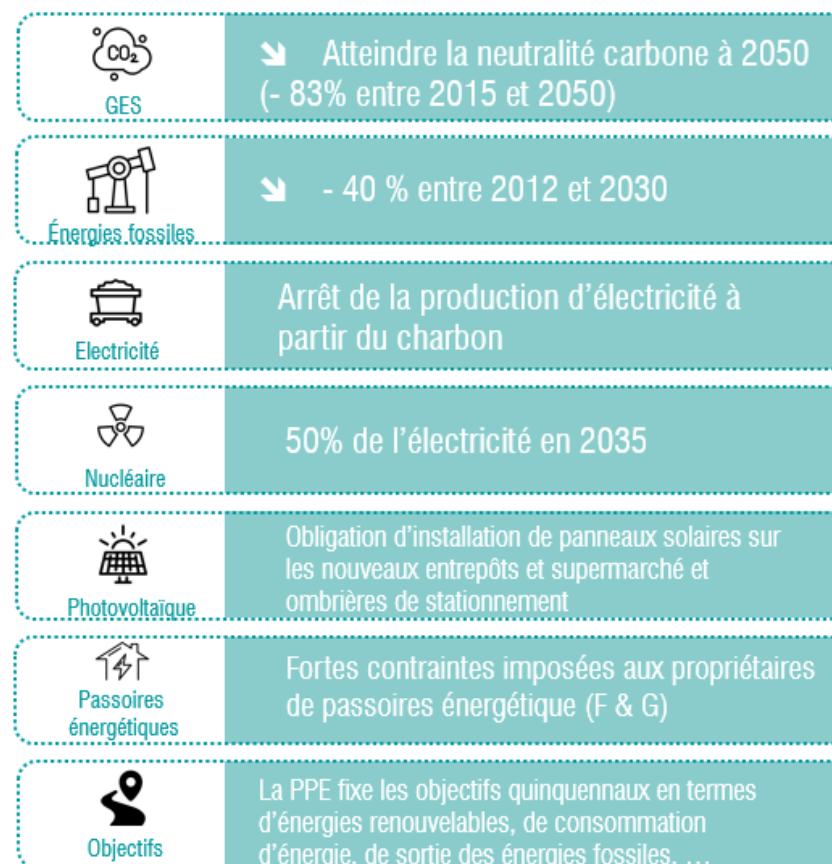 CO₂
GES
Atteindre la neutralité carbone à 2050
(- 83% entre 2015 et 2050)
Énergies fossiles
- 40 % entre 2012 et 2030
Electricité
Arrêt de la production d'électricité à
partir du charbon
Nucléaire
50% de l'électricité en 2035
Photovoltaïque
Obligation d'installation de panneaux solaires sur
les nouveaux entrepôts et supermarché et
ombrières de stationnement
Passoires
énergétiques
Fortes contraintes imposées aux propriétaires
de passoires énergétique (F & G)
Objectifs
La PPE fixe les objectifs quinquennaux en termes
d'énergies renouvelables, de consommation
d'énergie, de sortie des énergies fossiles, …